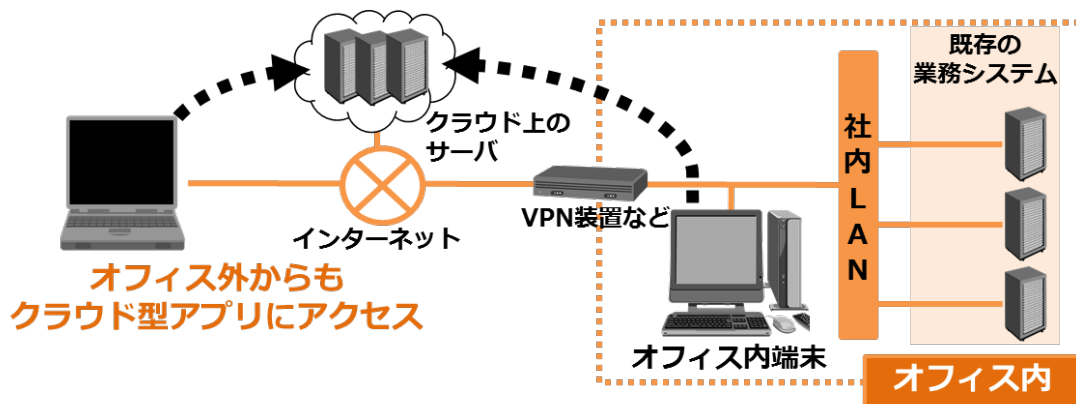 既存の
業務システム
クラウド上の
サーバ
社内LAN
VPN装置など
インターネット
オフィス外からも
クラウド型アプリにアクセス
オフィス内端末
オフィス内